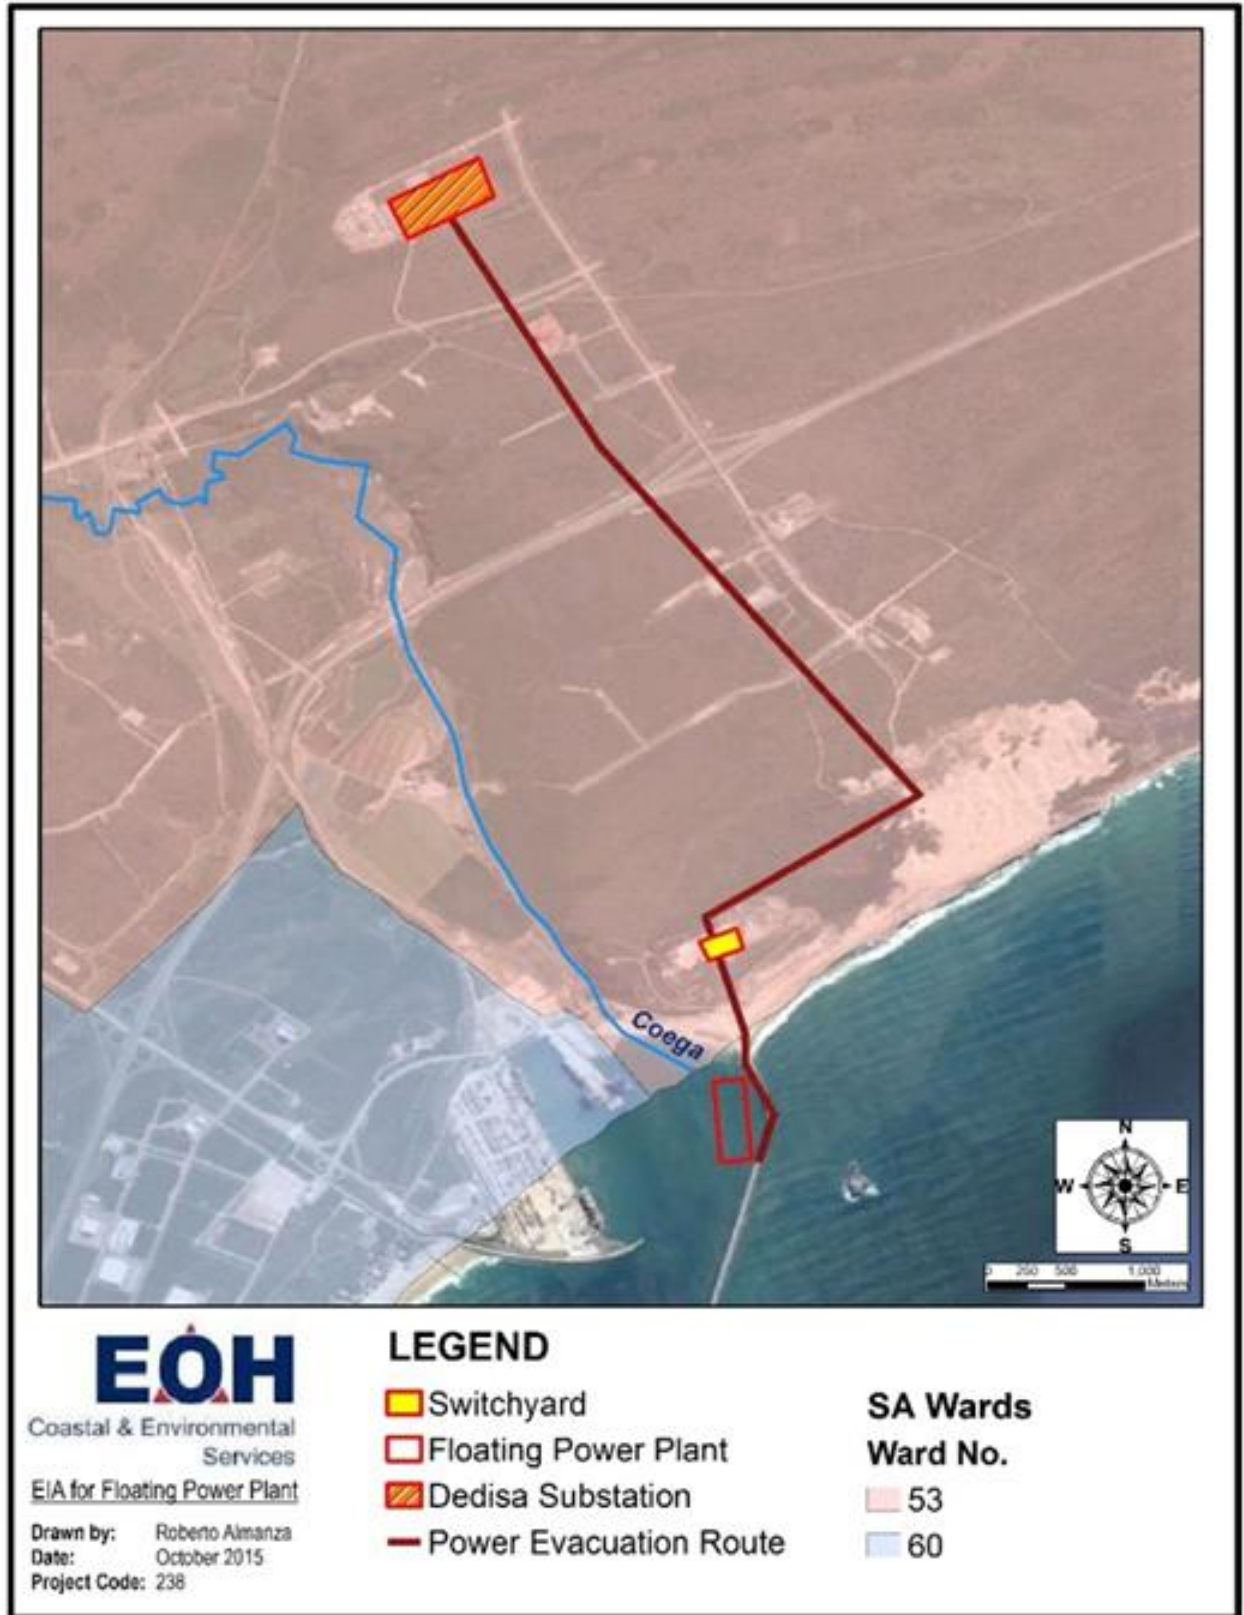 Coega
N
W
E
S
0 250 500 1,000
Meters
EOH
Coastal & Environmental
Services
EIA for Floating Power Plant
Drawn by: Roberto Almanza
Date: October 2015
Project Code: 238
LEGEND
Switchyard
Floating Power Plant
Dedisa Substation
Power Evacuation Route
SA Wards
Ward No.
53
60